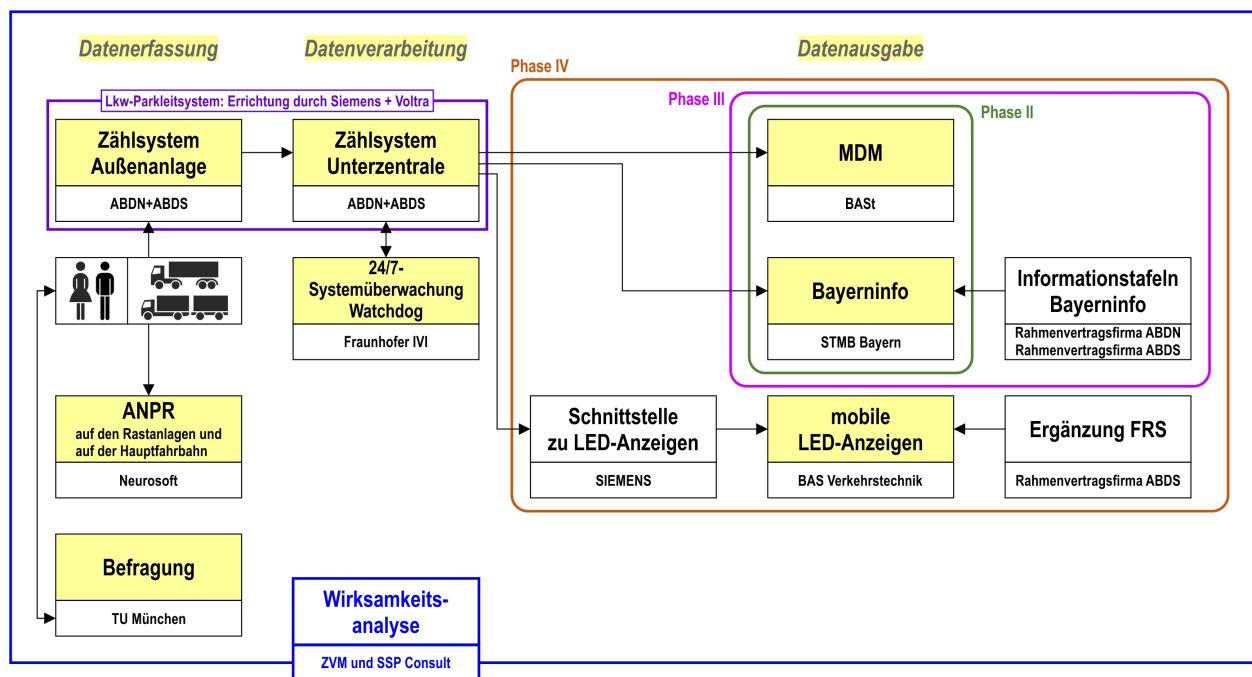 Datenerfassung
Datenverarbeitung
Datenausgabe
Phase IV
Phase III
Phase II
Lkw-Parkleitsystem: Errichtung durch Siemens + Voltra
Zählsystem
Außenanlage
ABDN+ABDS
Zählsystem
Unterzentrale
ABDN+ABDS
MDM
BASt
24/7-
Systemüberwachung
Watchdog
Fraunhofer IVI
Bayerninfo
STMB Bayern
Informationstafeln
Bayerninfo
Rahmenvertragsfirma ABDN
Rahmenvertragsfirma ABDS
ANPR
auf den Rastanlagen und
auf der Hauptfahrbahn
Neurosoft
Schnittstelle
zu LED-Anzeigen
SIEMENS
mobile
LED-Anzeigen
BAS Verkehrstechnik
Ergänzung FRS
Rahmenvertragsfirma ABDS
Befragung
TU München
Wirksamkeits-
analyse
ZVM und SSP Consult